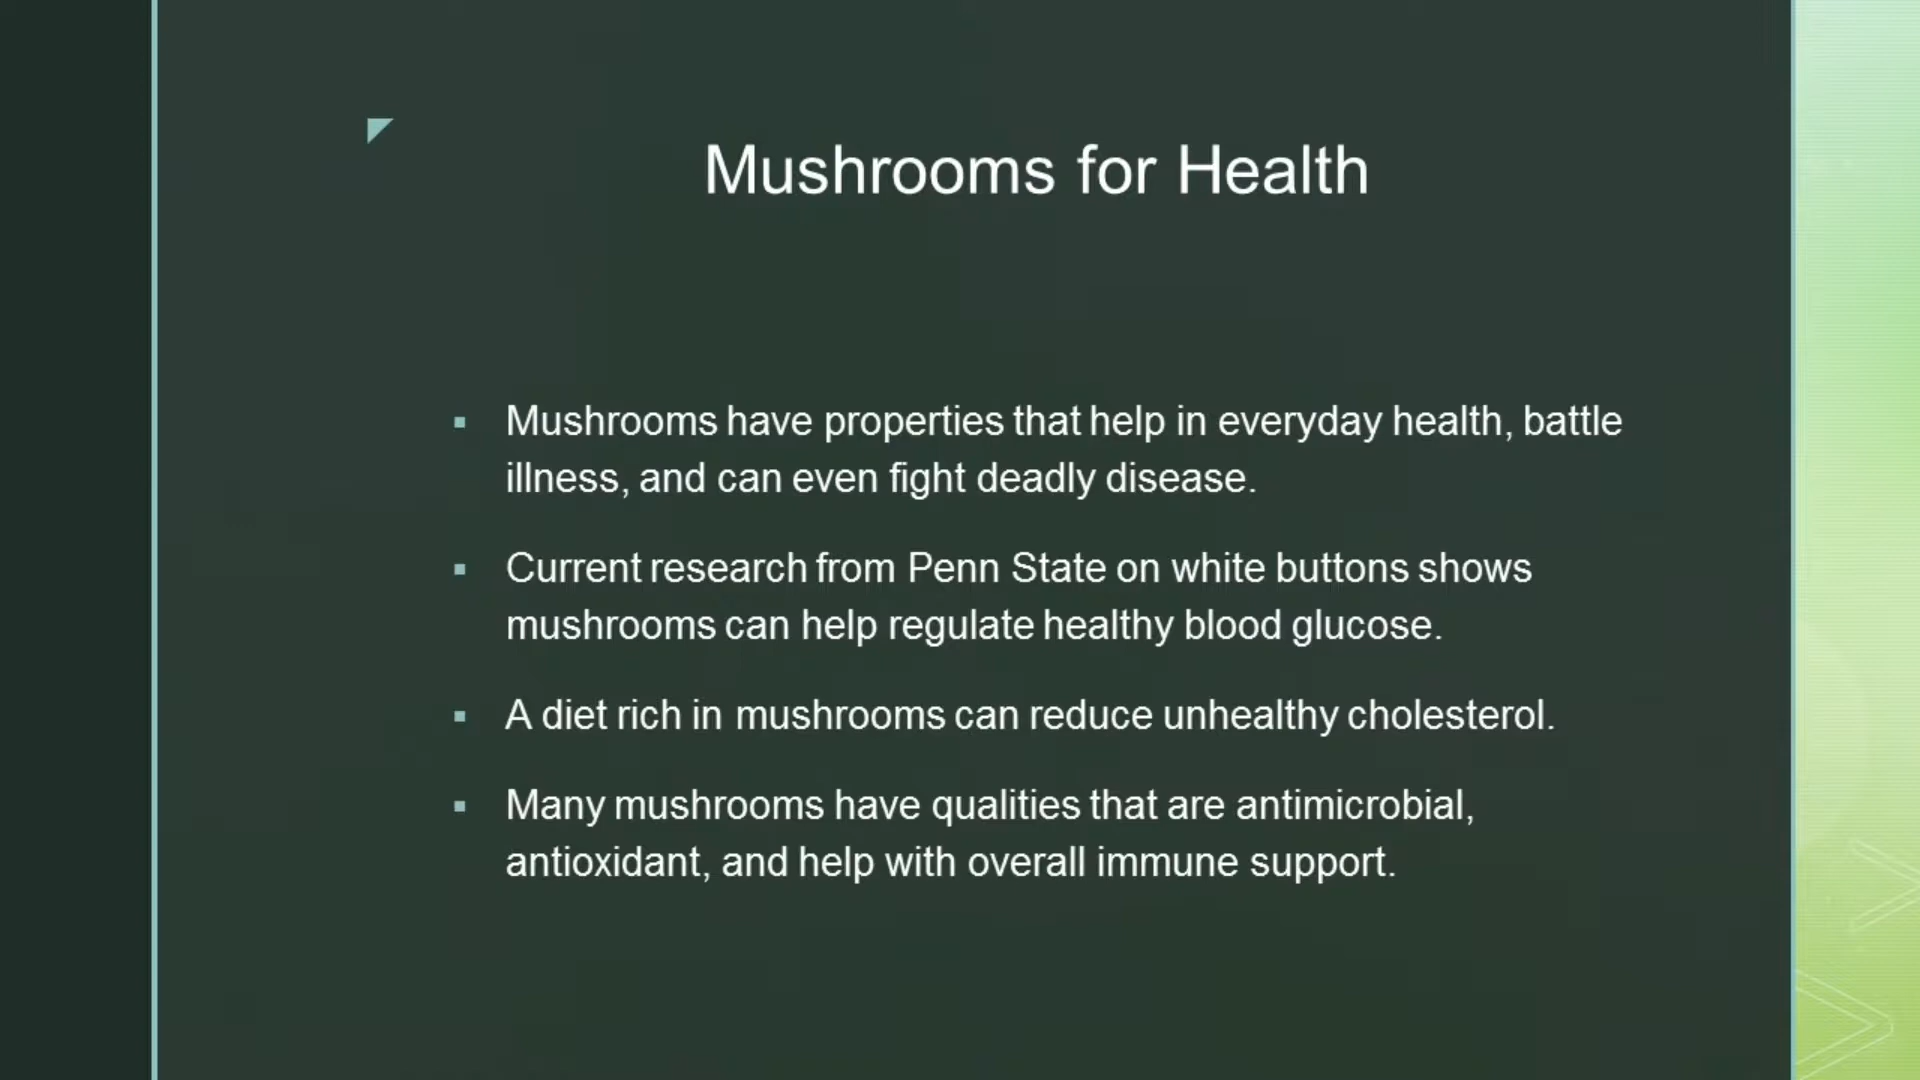 Mushrooms for Health
▪ Mushrooms have properties that help in everyday health, battle
illness, and can even fight deadly disease.
▪ Current research from Penn State on white buttons shows
mushrooms can help regulate healthy blood glucose.
▪ A diet rich in mushrooms can reduce unhealthy cholesterol.
▪ Many mushrooms have qualities that are antimicrobial,
antioxidant, and help with overall immune support.